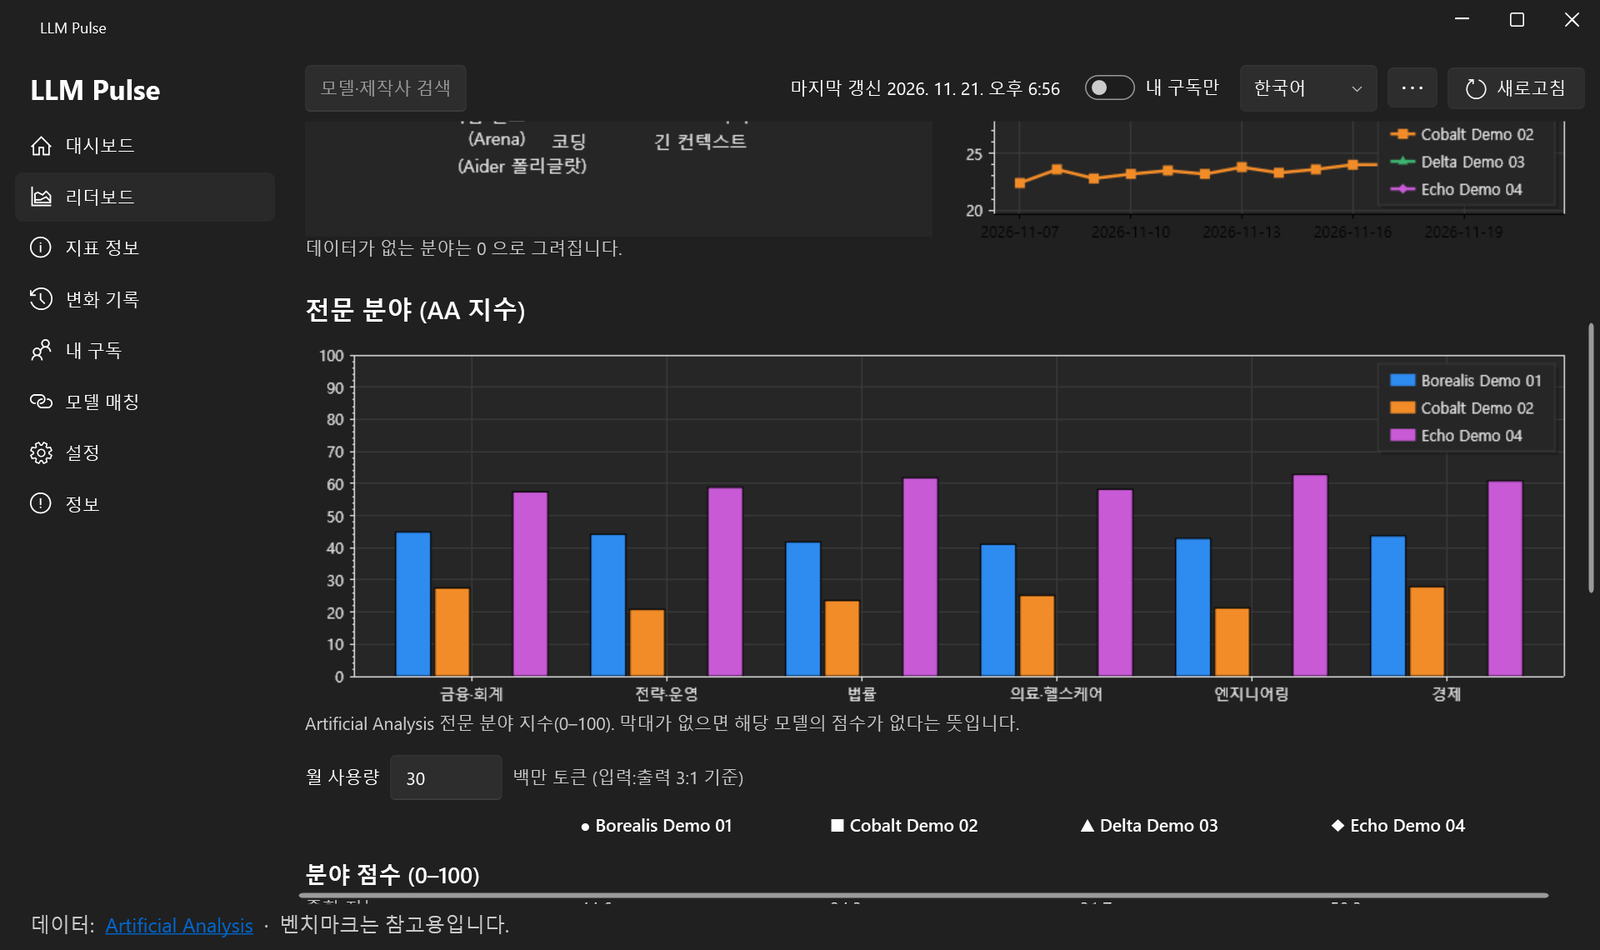 LLM Pulse
LLM Pulse
대시보드
리더보드
지표 정보
변화 기록
내 구독
모델 매칭
설정
정보
모델·제작사 검색
마지막 갱신 2026. 11. 21. 오후 6:56
내 구독만
한국어
새로고침
(Arena)
코딩
(Aider 폴리글랏)
긴 컨텍스트
데이터가 없는 분야는 0 으로 그려집니다.
25
20
2026-11-07 2026-11-10 2026-11-13 2026-11-16 2026-11-19
Cobalt Demo 02
Delta Demo 03
Echo Demo 04
전문 분야 (AA 지수)
100
90
80
70
60
50
40
30
20
10
0
Borealis Demo 01
Cobalt Demo 02
Echo Demo 04
금융·회계 전략·운영 법률 의료·헬스케어 엔지니어링 경제
Artificial Analysis 전문 분야 지수(0–100). 막대가 없으면 해당 모델의 점수가 없다는 뜻입니다.
월 사용량 30 백만 토큰 (입력:출력 3:1 기준)
Borealis Demo 01 Cobalt Demo 02 Delta Demo 03 Echo Demo 04
분야 점수 (0–100)
데이터: Artificial Analysis · 벤치마크는 참고용입니다.